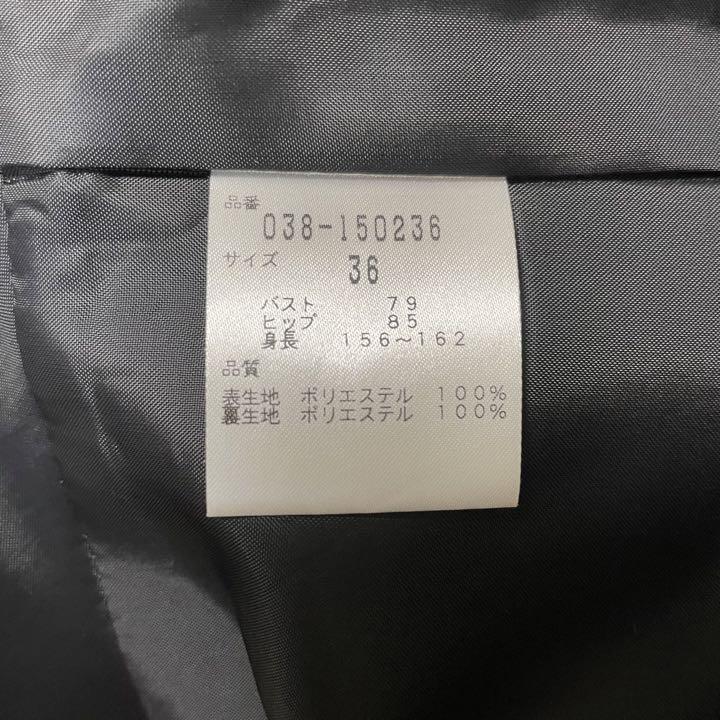 品番
038-150236
サイズ
36
バスト 79
ヒップ 85
身長 156～162
品質
表生地 ポリエステル 100%
裏生地 ポリエステル 100%